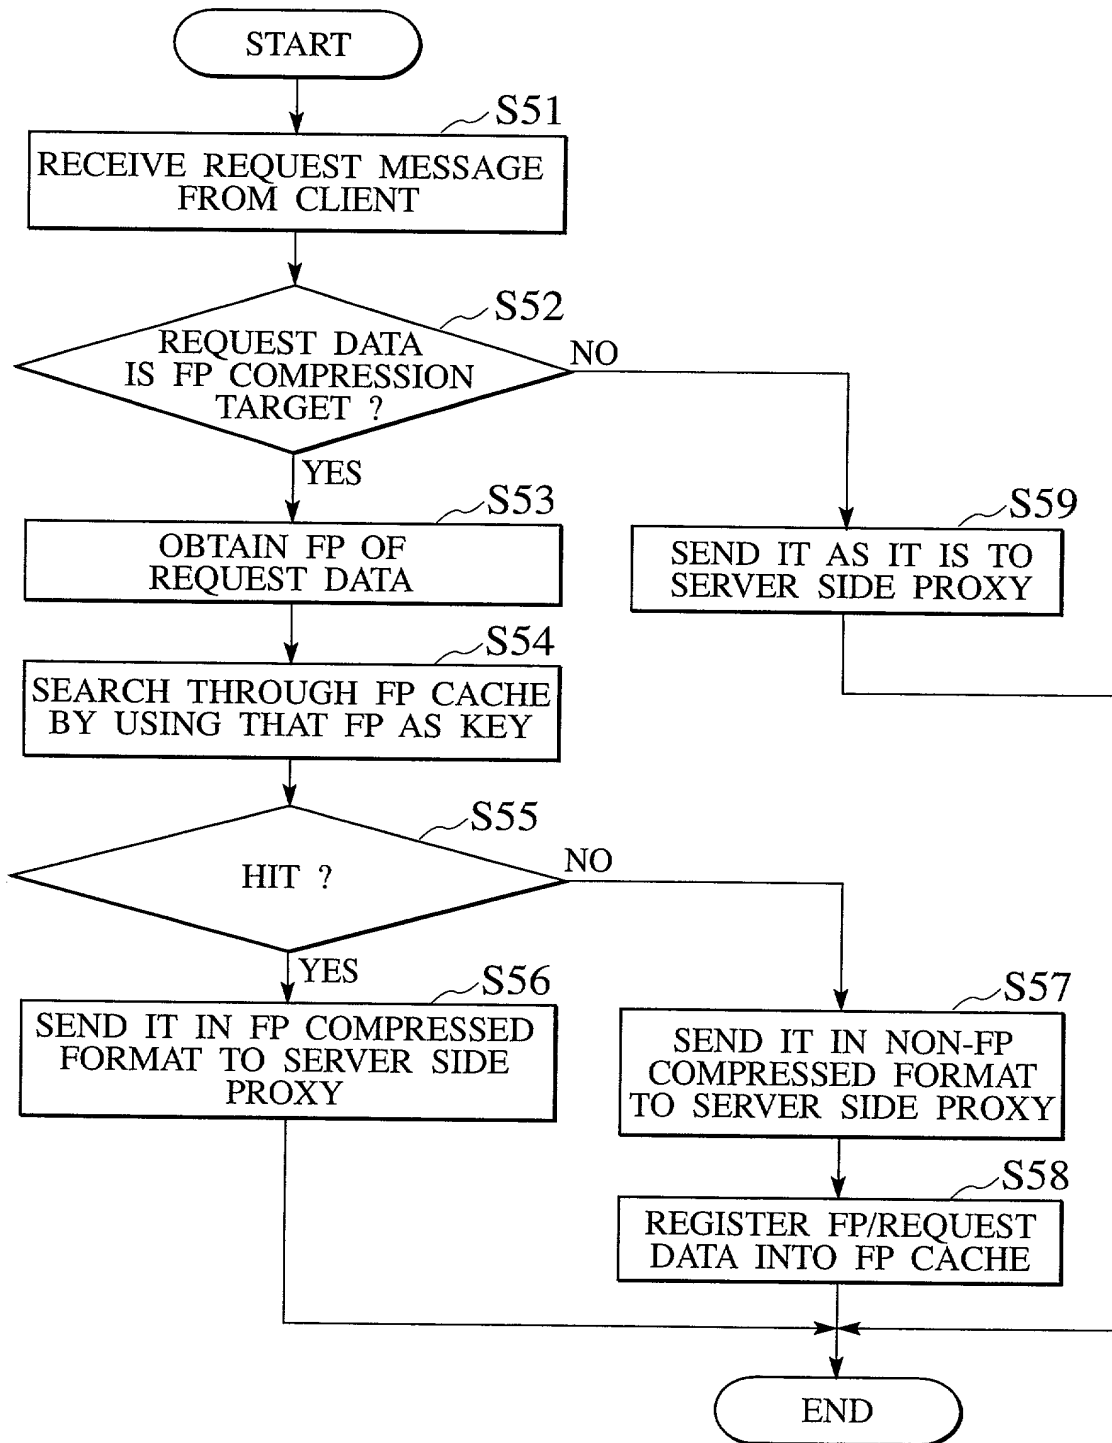 START
S51
RECEIVE REQUEST MESSAGE
FROM CLIENT
S52
REQUEST DATA
IS FP COMPRESSION
TARGET ?
NO
YES
S53
OBTAIN FP OF
REQUEST DATA
S59
SEND IT AS IT IS TO
SERVER SIDE PROXY
S54
SEARCH THROUGH FP CACHE
BY USING THAT FP AS KEY
S55
HIT ?
NO
YES
S56
SEND IT IN FP COMPRESSED
FORMAT TO SERVER SIDE
PROXY
S57
SEND IT IN NON-FP
COMPRESSED FORMAT
TO SERVER SIDE PROXY
S58
REGISTER FP/REQUEST
DATA INTO FP CACHE
END